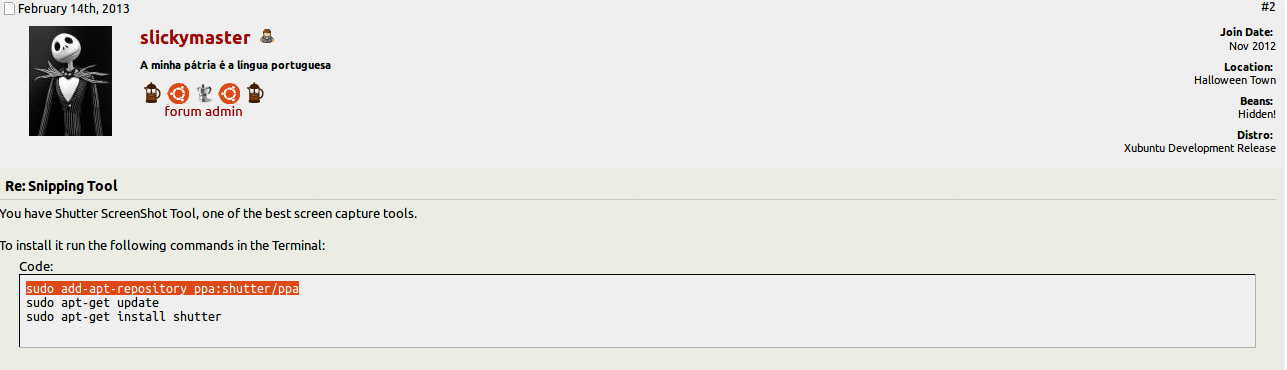 February 14th, 2013
#2
slickymaster
A minha pátria é a língua portuguesa
forum admin
Join Date:
Nov 2012
Location:
Halloween Town
Beans:
Hidden!
Distro:
Xubuntu Development Release
Re: Snipping Tool
You have Shutter ScreenShot Tool, one of the best screen capture tools.
To install it run the following commands in the Terminal:
Code:
sudo add-apt-repository ppa:shutter/ppa
sudo apt-get update
sudo apt-get install shutter